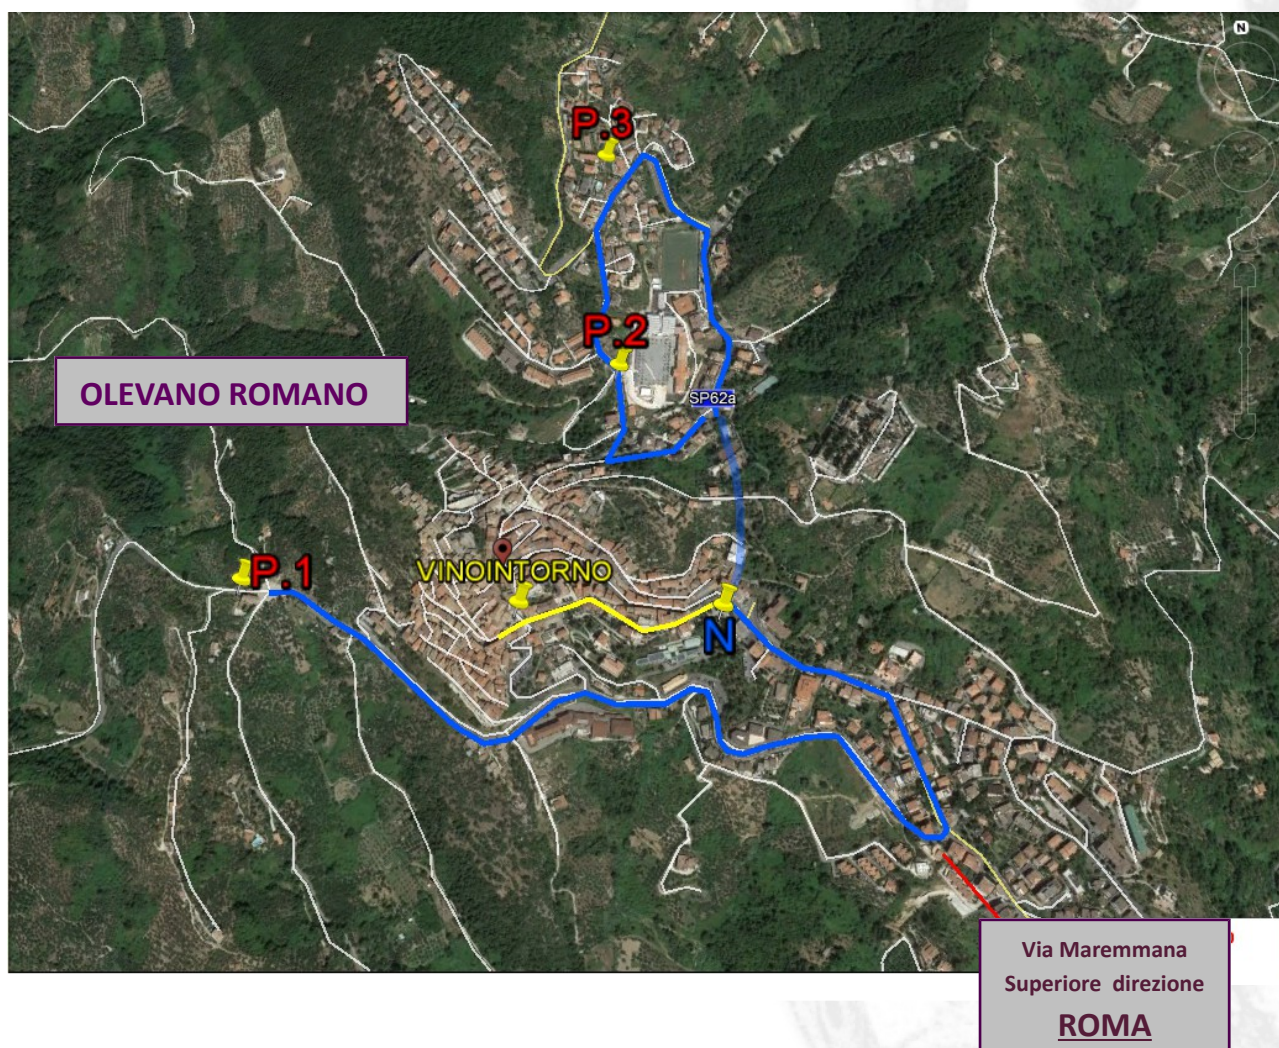 N
P.3
P.2
SP62a
OLEVANO ROMANO
P.1
VINOINTORNO
N
Via Maremmana
Superiore direzione
ROMA